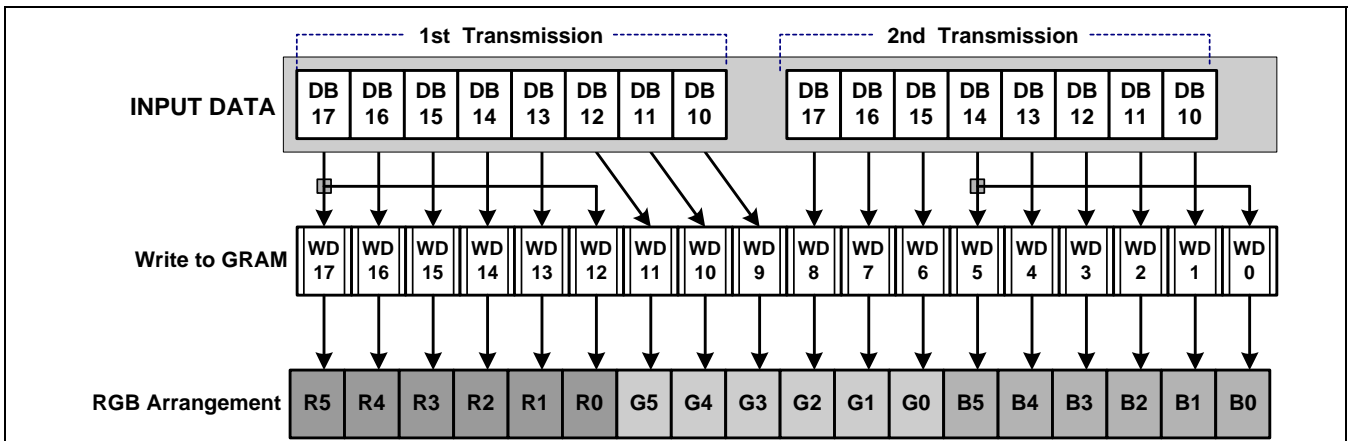 1st Transmission 2nd Transmission
INPUT DATA DB 17 DB 16 DB 15 DB 14 DB 13 DB 12 DB 11 DB 10 DB 17 DB 16 DB 15 DB 14 DB 13 DB 12 DB 11 DB 10
Write to GRAM WD 17 WD 16 WD 15 WD 14 WD 13 WD 12 WD 11 WD 10 WD 9 WD 8 WD 7 WD 6 WD 5 WD 4 WD 3 WD 2 WD 1 WD 0
RGB Arrangement R5 R4 R3 R2 R1 R0 G5 G4 G3 G2 G1 G0 B5 B4 B3 B2 B1 B0